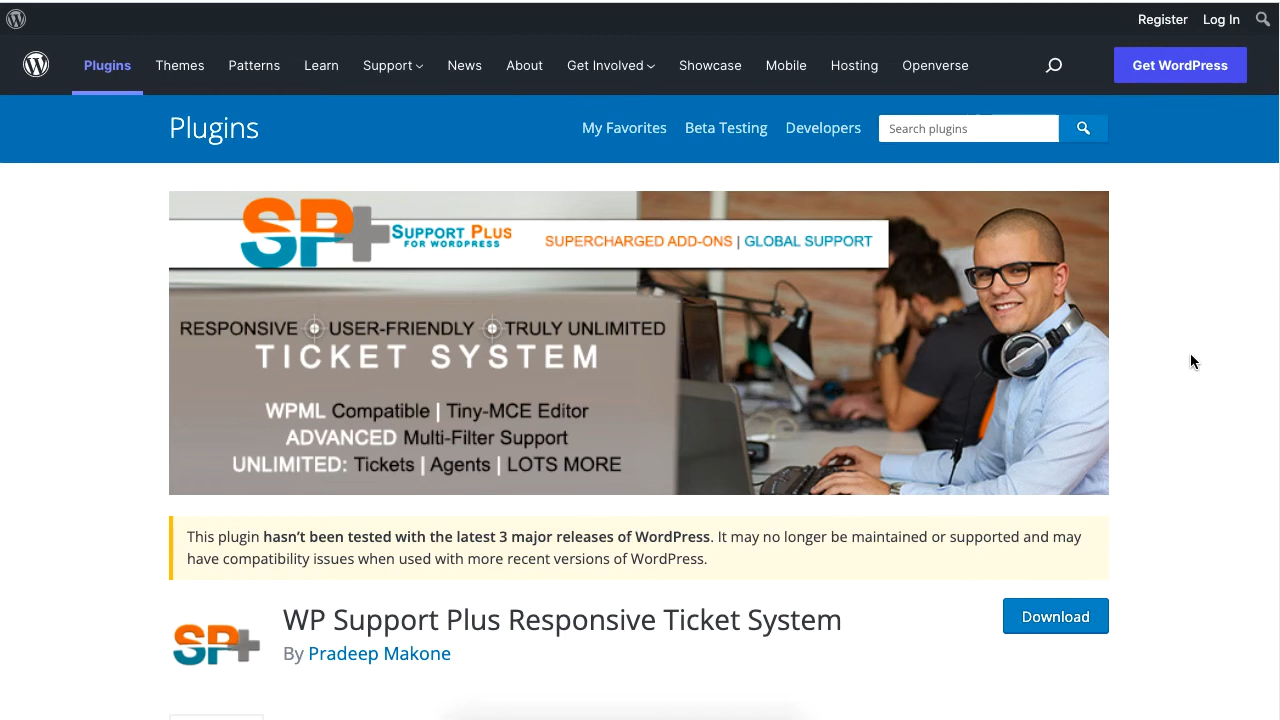 Register Log In
Plugins Themes Patterns Learn Support News About Get Involved Showcase Mobile Hosting Openverse Get WordPress
Plugins My Favorites Beta Testing Developers Search plugins
SP+ SUPPORT PLUS FOR WORDPRESS SUPERCHARGED ADD-ONS | GLOBAL SUPPORT
RESPONSIVE USER-FRIENDLY TRULY UNLIMITED
TICKET SYSTEM
WPML Compatible | Tiny-MCE Editor
ADVANCED Multi-Filter Support
UNLIMITED: Tickets | Agents | LOTS MORE
This plugin hasn't been tested with the latest 3 major releases of WordPress. It may no longer be maintained or supported and may
have compatibility issues when used with more recent versions of WordPress.
SP+ WP Support Plus Responsive Ticket System Download
By Pradeep Makone